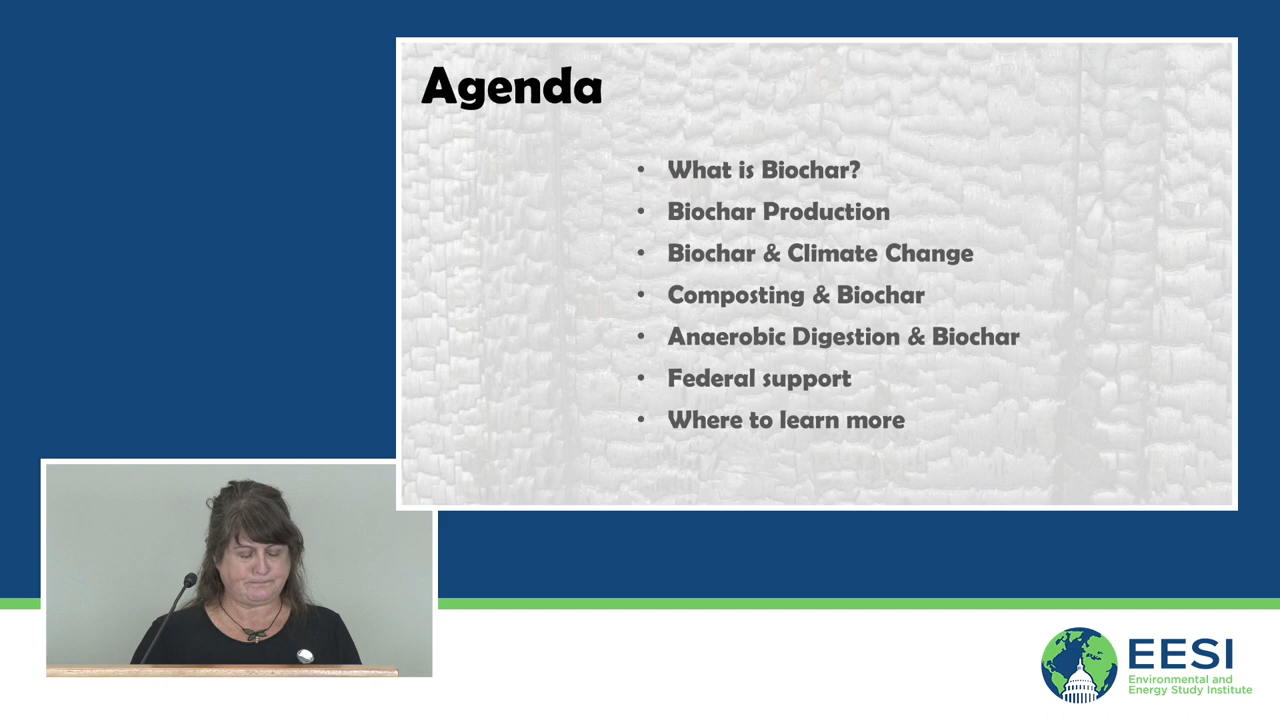 Agenda
• What is Biochar?
• Biochar Production
• Biochar & Climate Change
• Composting & Biochar
• Anaerobic Digestion & Biochar
• Federal support
• Where to learn more
EESI
Environmental and
Energy Study Institute